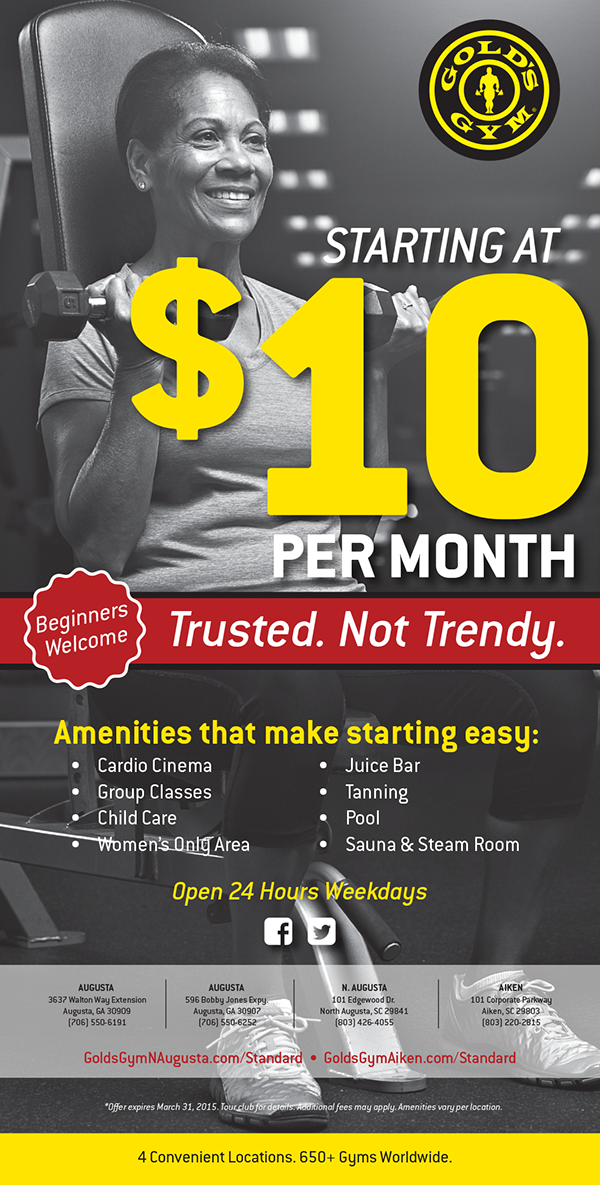 GOLD'S
GYM®
STARTING AT
$10
PER MONTH
Beginners
Welcome
Trusted. Not Trendy.
Amenities that make starting easy:
• Cardio Cinema
• Group Classes
• Child Care
• Women's Only Area
• Juice Bar
• Tanning
• Pool
• Sauna & Steam Room
Open 24 Hours Weekdays
AUGUSTA
3637 Walton Way Extension
Augusta, GA 30909
(706) 550-6191
AUGUSTA
596 Bobby Jones Expy.
Augusta, GA 30907
(706) 550-6252
N. AUGUSTA
101 Edgewood Dr.
North Augusta, SC 29841
(803) 426-4055
AIKEN
101 Corporate Parkway
Aiken, SC 29803
(803) 220-2815
GoldsGymNAugusta.com/Standard • GoldsGymAiken.com/Standard
*Offer expires March 31, 2015. Tour club for details. Additional fees may apply. Amenities vary per location.
4 Convenient Locations. 650+ Gyms Worldwide.